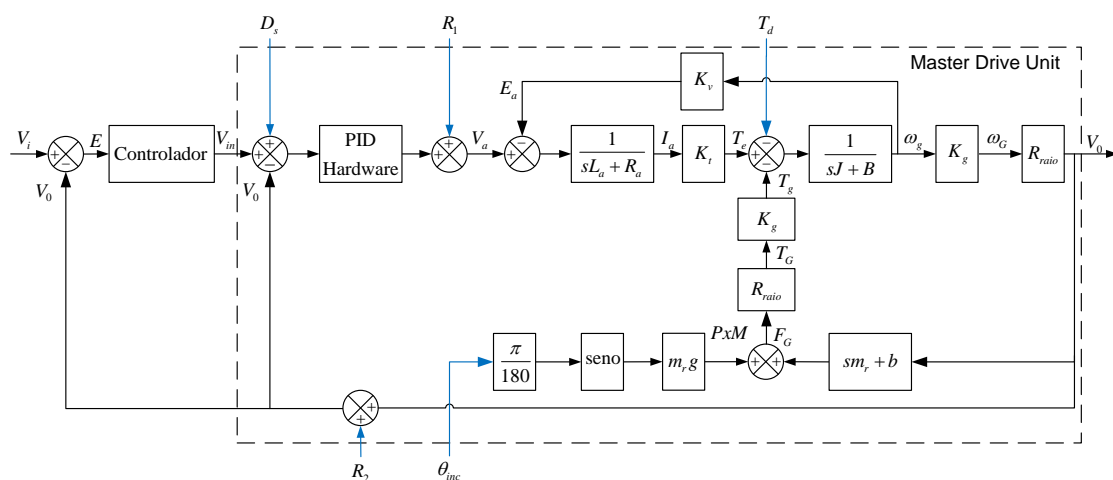 D_s
R_1
T_d
Master Drive Unit
K_v
E_a
V_i
E
Controlador
V_in
PID
Hardware
V_a
1
sL_a + R_a
I_a
K_t
T_e
1
sJ + B
ω_g
K_g
ω_G
R_raio
V_0
V_0
V_0
T_g
K_g
T_G
R_raio
PxM
F_G
π
180
seno
m_r g
sm_r + b
R_2
θ_inc